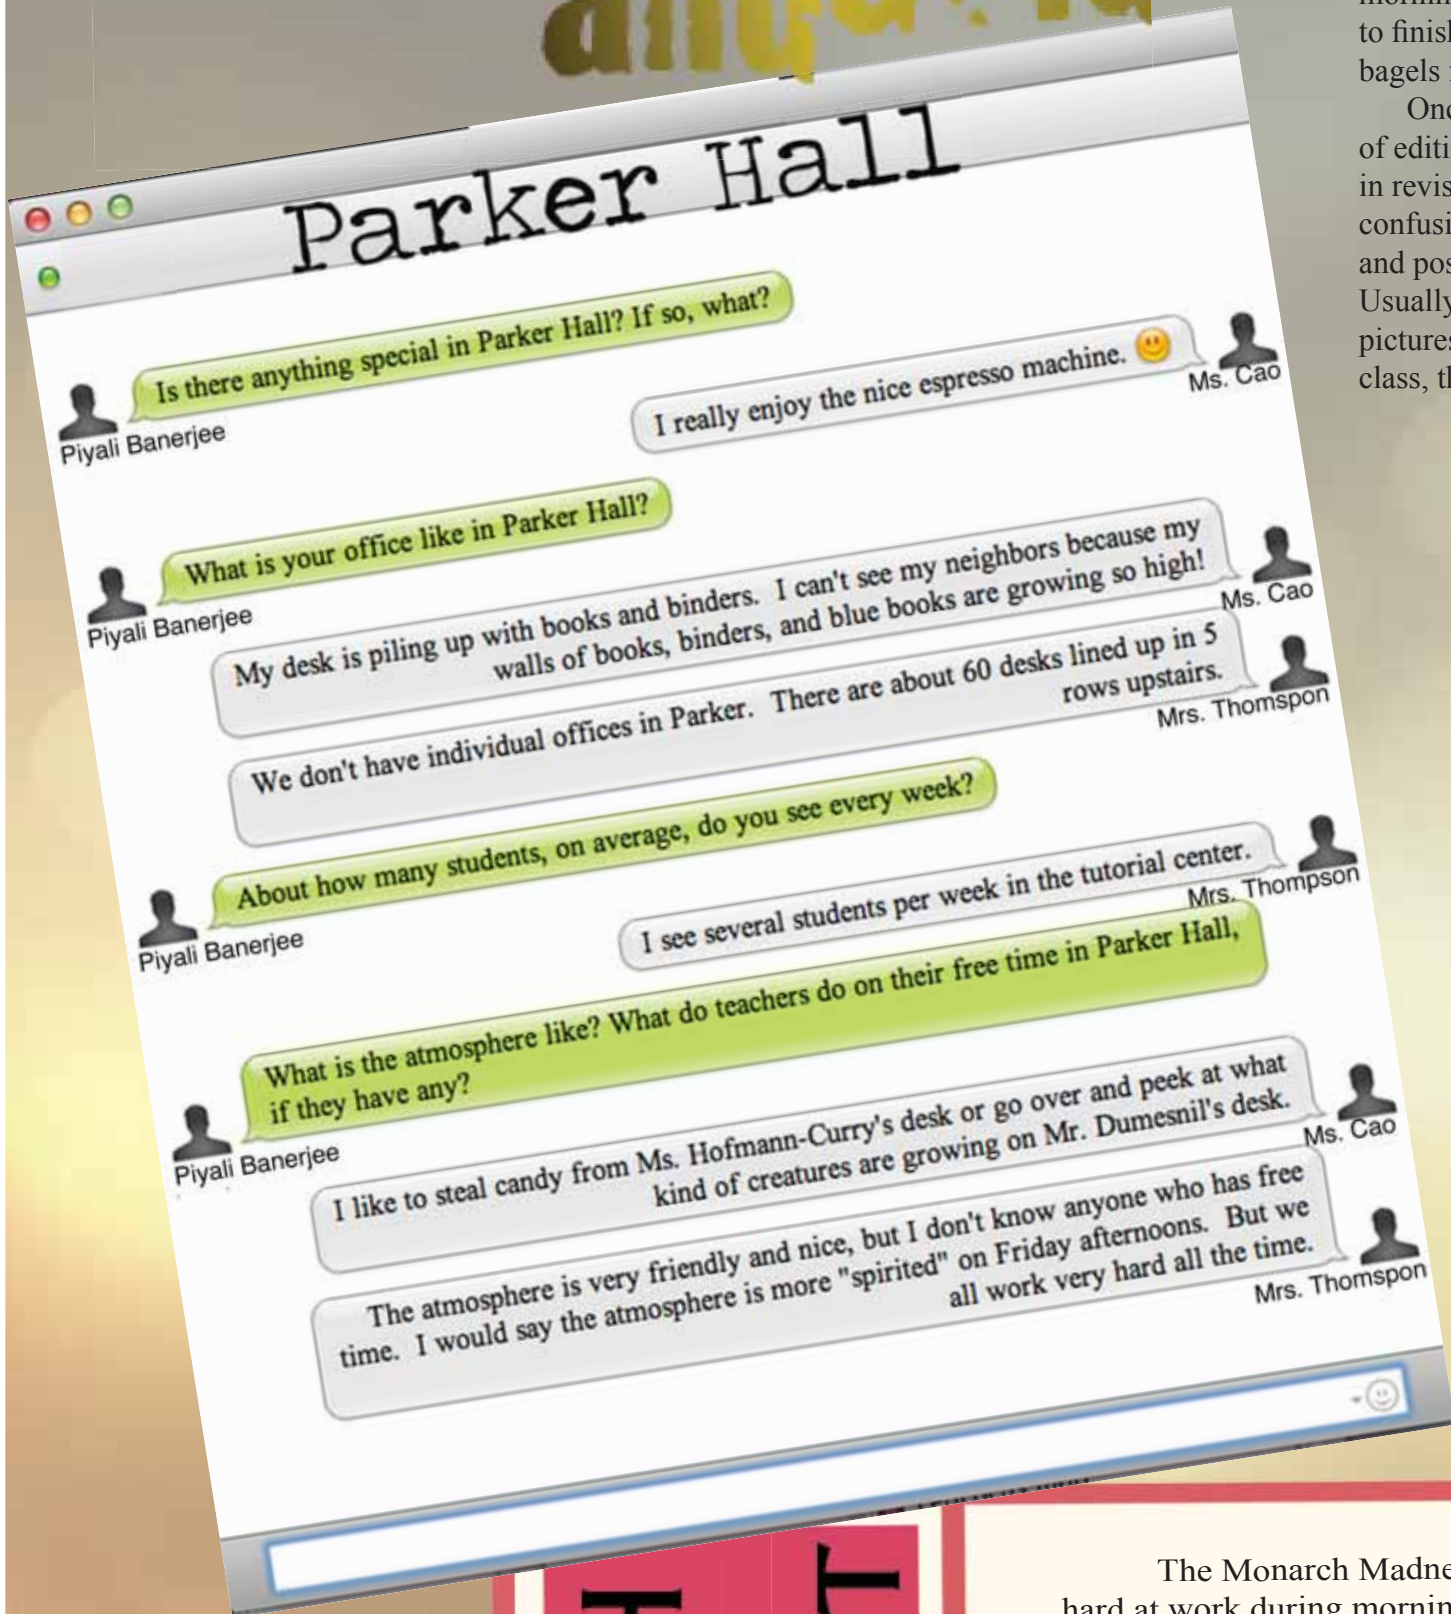 to finish
bagels
Parker Hall
Is there anything special in Parker Hall? If so, what?
Piyali Banerjee
I really enjoy the nice espresso machine.
Ms. Cao
What is your office like in Parker Hall?
Piyali Banerjee
My desk is piling up with books and binders. I can't see my neighbors because my
walls of books, binders, and blue books are growing so high!
Ms. Cao
We don't have individual offices in Parker. There are about 60 desks lined up in 5
rows upstairs.
Mrs. Thomspon
About how many students, on average, do you see every week?
Piyali Banerjee
I see several students per week in the tutorial center.
Mrs. Thompson
What is the atmosphere like? What do teachers do on their free time in Parker Hall,
if they have any?
Piyali Banerjee
I like to steal candy from Ms. Hofmann-Curry's desk or go over and peek at what
kind of creatures are growing on Mr. Dumesnil's desk.
Ms. Cao
The atmosphere is very friendly and nice, but I don't know anyone who has free
time. I would say the atmosphere is more "spirited" on Friday afternoons. But we
all work very hard all the time.
Mrs. Thomspon
of
in
and
Usually
pictures
class,
The Monarch
hard at work during